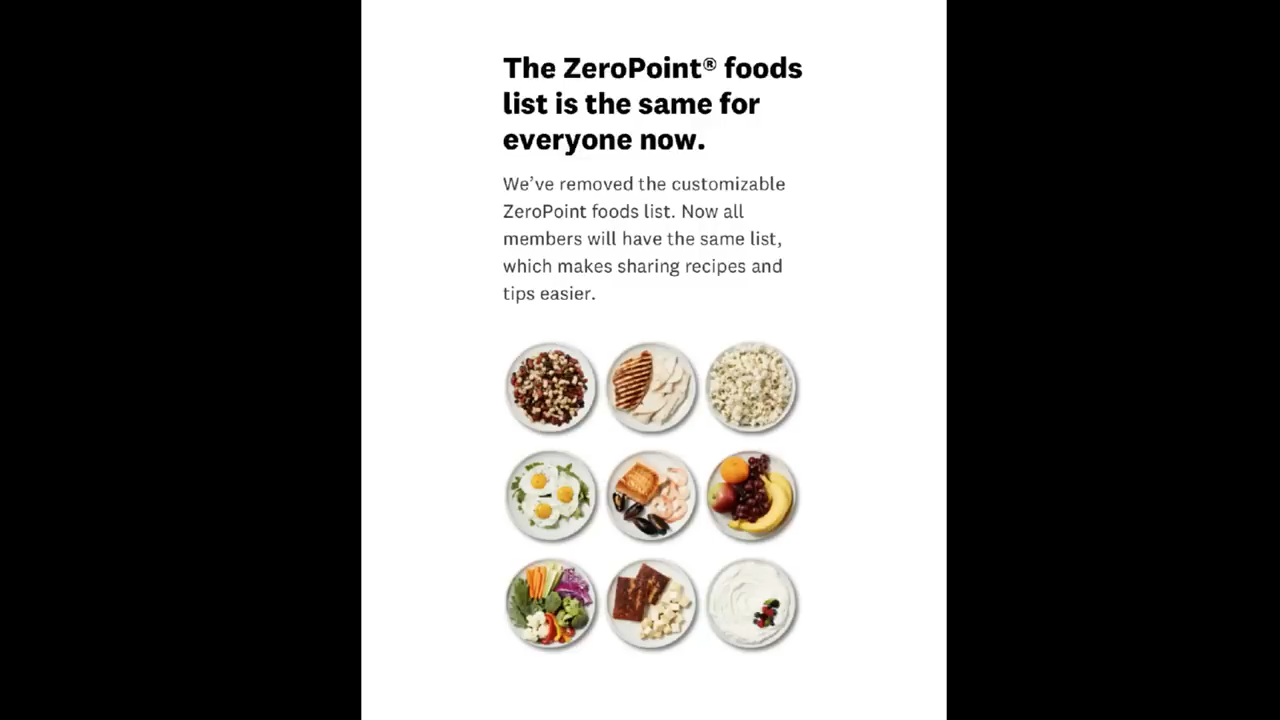 The ZeroPoint® foods
list is the same for
everyone now.
We’ve removed the customizable
ZeroPoint foods list. Now all
members will have the same list,
which makes sharing recipes and
tips easier.